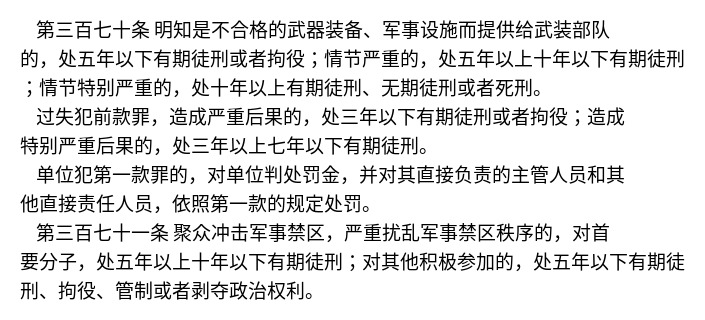 第三百七十条 明知是不合格的武器装备、军事设施而提供给武装部队
的，处五年以下有期徒刑或者拘役；情节严重的，处五年以上十年以下有期徒刑
；情节特别严重的，处十年以上有期徒刑、无期徒刑或者死刑。
过失犯前款罪，造成严重后果的，处三年以下有期徒刑或者拘役；造成
特别严重后果的，处三年以上七年以下有期徒刑。
单位犯第一款罪的，对单位判处罚金，并对其直接负责的主管人员和其
他直接责任人员，依照第一款的规定处罚。
第三百七十一条 聚众冲击军事禁区，严重扰乱军事禁区秩序的，对首
要分子，处五年以上十年以下有期徒刑；对其他积极参加的，处五年以下有期徒
刑、拘役、管制或者剥夺政治权利。